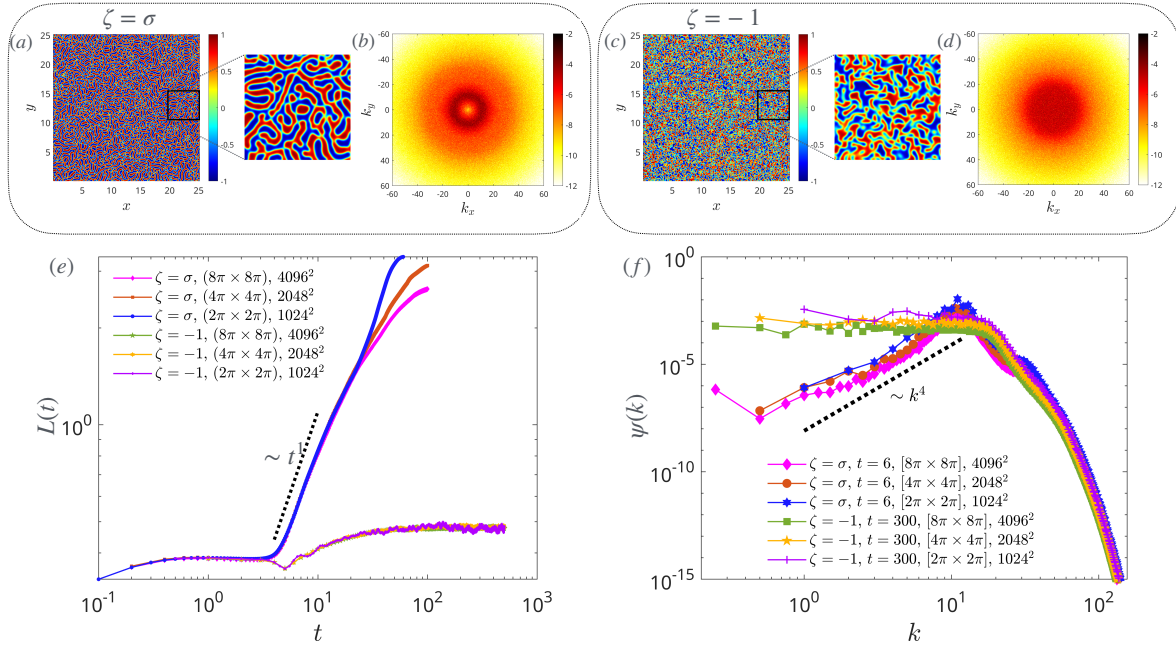 ζ = σ
(a)
25
20
15
10
5
y
5 10 15 20 25
x
1
0.5
0
-0.5
-1
(b)
-60
-40
-20
0
20
40
60
k_y
-60 -40 -20 0 20 40 60
k_x
-2
-4
-6
-8
-10
-12
ζ = − 1
(c)
25
20
15
10
5
y
5 10 15 20 25
x
1
0.5
0
-0.5
-1
(d)
-60
-40
-20
0
20
40
60
k_y
-60 -40 -20 0 20 40 60
k_x
-2
-4
-6
-8
-10
-12
(e)
ζ = σ, (8π × 8π), 4096²
ζ = σ, (4π × 4π), 2048²
ζ = σ, (2π × 2π), 1024²
ζ = −1, (8π × 8π), 4096²
ζ = −1, (4π × 4π), 2048²
ζ = −1, (2π × 2π), 1024²
L(t)
10⁰
∼ t¹
10⁻¹ 10⁰ 10¹ 10² 10³
t
(f)
10⁰
10⁻⁵
10⁻¹⁰
10⁻¹⁵
ψ(k)
∼ k⁴
ζ = σ, t = 6, [8π × 8π], 4096²
ζ = σ, t = 6, [4π × 4π], 2048²
ζ = σ, t = 6, [2π × 2π], 1024²
ζ = −1, t = 300, [8π × 8π], 4096²
ζ = −1, t = 300, [4π × 4π], 2048²
ζ = −1, t = 300, [2π × 2π], 1024²
10⁰ 10¹ 10²
k